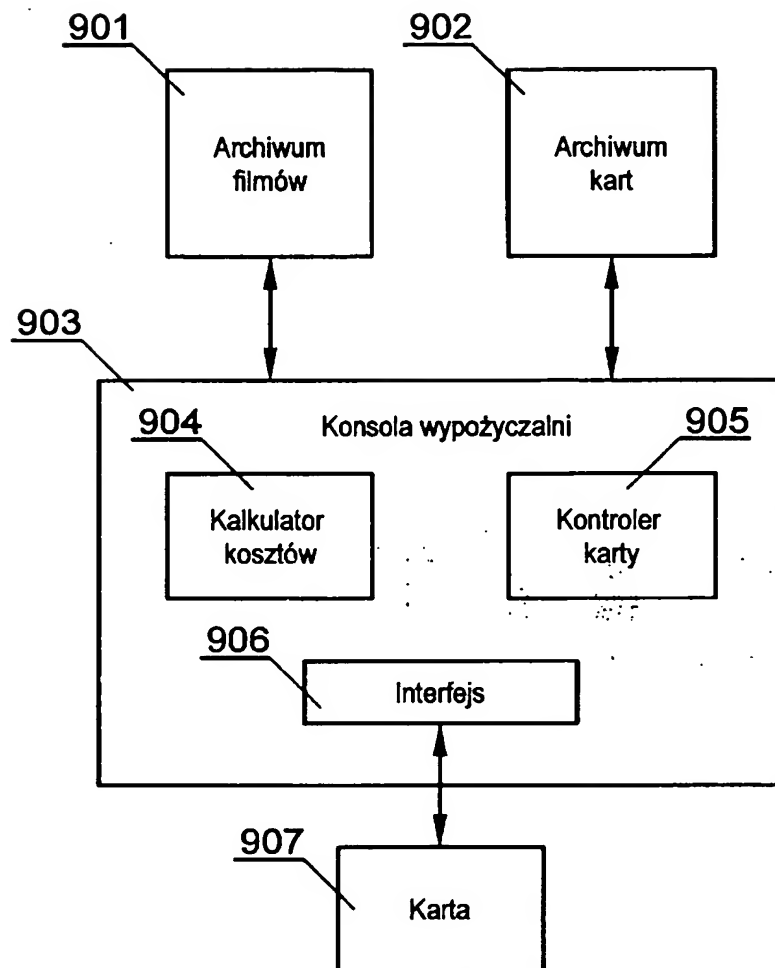 901
902
Archiwum
filmów
Archiwum
kart
903
Konsola wypożyczalni
904
905
Kalkulator
kosztów
Kontroler
karty
906
Interfejs
907
Karta